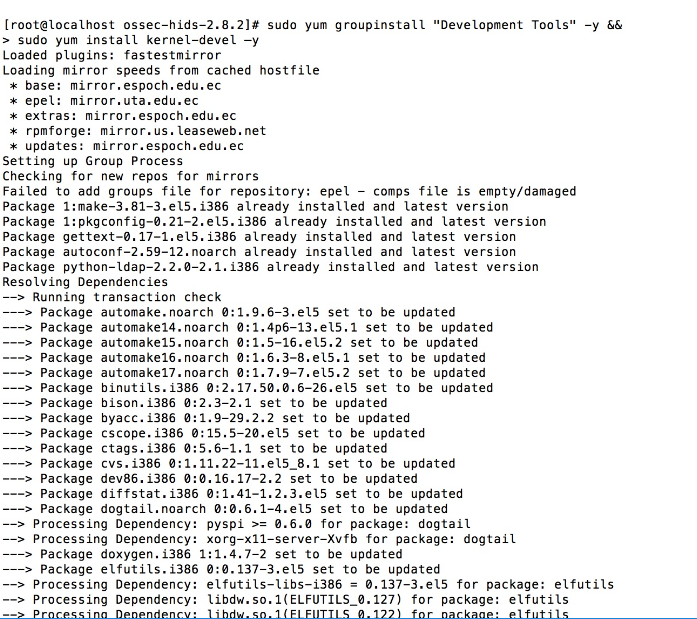 [root@localhost ossec-hids-2.8.2]# sudo yum groupinstall "Development Tools" –y &&
> sudo yum install kernel-devel –y
Loaded plugins: fastestmirror
Loading mirror speeds from cached hostfile
 * base: mirror.espoch.edu.ec
 * epel: mirror.uta.edu.ec
 * extras: mirror.espoch.edu.ec
 * rpmforge: mirror.us.leaseweb.net
 * updates: mirror.espoch.edu.ec
Setting up Group Process
Checking for new repos for mirrors
Failed to add groups file for repository: epel - comps file is empty/damaged
Package 1:make-3.81-3.el5.i386 already installed and latest version
Package 1:pkgconfig-0.21-2.el5.i386 already installed and latest version
Package gettext-0.17-1.el5.i386 already installed and latest version
Package autoconf-2.59-12.noarch already installed and latest version
Package python-ldap-2.2.0-2.1.i386 already installed and latest version
Resolving Dependencies
--> Running transaction check
---> Package automake.noarch 0:1.9.6-3.el5 set to be updated
---> Package automake14.noarch 0:1.4p6-13.el5.1 set to be updated
---> Package automake15.noarch 0:1.5-16.el5.2 set to be updated
---> Package automake16.noarch 0:1.6.3-8.el5.1 set to be updated
---> Package automake17.noarch 0:1.7.9-7.el5.2 set to be updated
---> Package binutils.i386 0:2.17.50.0.6-26.el5 set to be updated
---> Package bison.i386 0:2.3-2.1 set to be updated
---> Package byacc.i386 0:1.9-29.2.2 set to be updated
---> Package cscope.i386 0:15.5-20.el5 set to be updated
---> Package ctags.i386 0:5.6-1.1 set to be updated
---> Package cvs.i386 0:1.11.22-11.el5_8.1 set to be updated
---> Package dev86.i386 0:0.16.17-2.2 set to be updated
---> Package diffstat.i386 0:1.41-1.2.3.el5 set to be updated
---> Package dogtail.noarch 0:0.6.1-4.el5 set to be updated
--> Processing Dependency: pyspi >= 0.6.0 for package: dogtail
--> Processing Dependency: xorg-x11-server-Xvfb for package: dogtail
---> Package doxygen.i386 1:1.4.7-2 set to be updated
---> Package elfutils.i386 0:0.137-3.el5 set to be updated
--> Processing Dependency: elfutils-libs-i386 = 0.137-3.el5 for package: elfutils
--> Processing Dependency: libdw.so.1(ELFUTILS_0.127) for package: elfutils
--> Processing Dependency: libdw.so.1(ELFUTILS_0.122) for package: elfutils